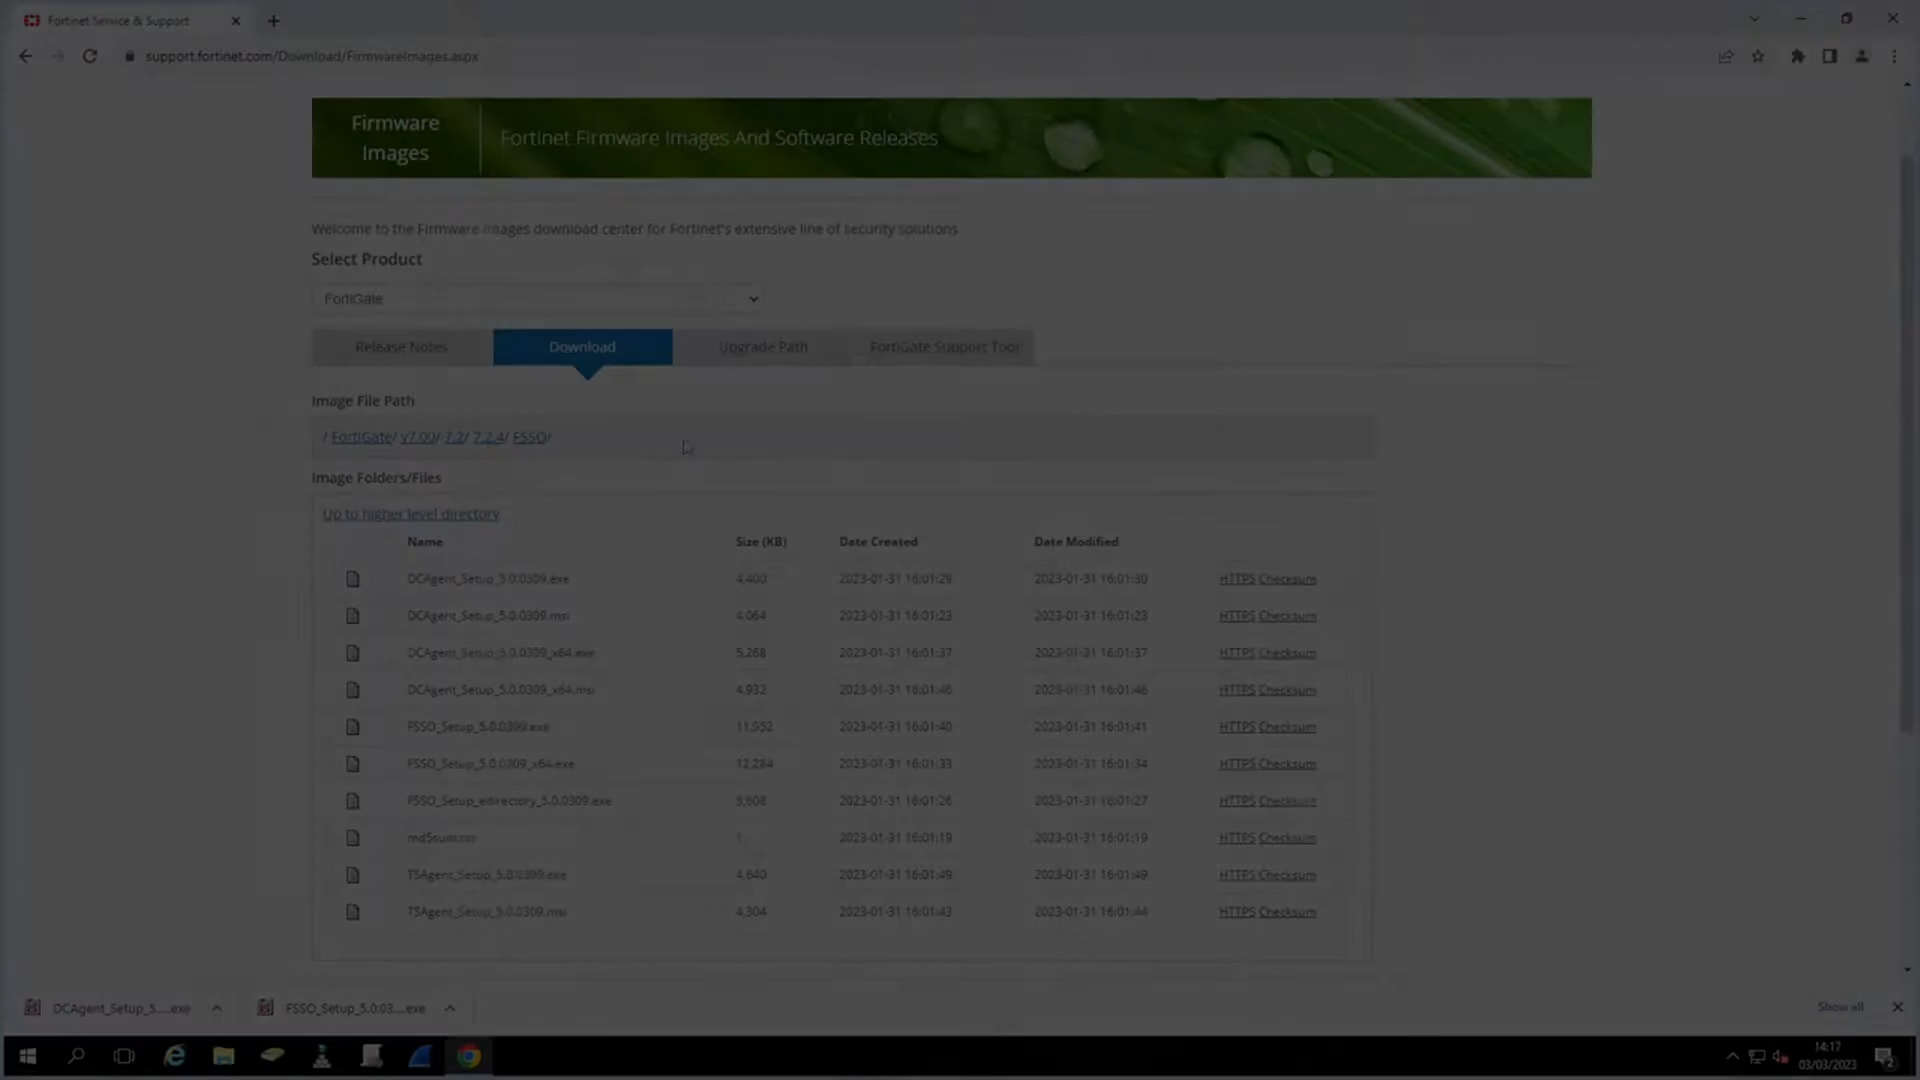 Fortinet Service & Support
support.fortinet.com/Download/FirmwareImages.aspx
Firmware
Images
Fortinet Firmware Images And Software Releases
Welcome to the Firmware Images download center for Fortinet's extensive line of security solutions
Select Product
FortiGate
Release Notes Download Upgrade Path FortiGate Support Tool
Image File Path
/ FortiGate/ v7.00/ 7.2/ 7.2.4/ FSSO/
Image Folders/Files
Up to higher level directory
Name Size (KB) Date Created Date Modified
DCAgent_Setup_5.0.0309.exe 4,400 2023-01-31 16:01:29 2023-01-31 16:01:30 HTTPS Checksum
DCAgent_Setup_5.0.0309.msi 4,064 2023-01-31 16:01:23 2023-01-31 16:01:23 HTTPS Checksum
DCAgent_Setup_5.0.0309_x64.exe 5,268 2023-01-31 16:01:37 2023-01-31 16:01:37 HTTPS Checksum
DCAgent_Setup_5.0.0309_x64.msi 4,932 2023-01-31 16:01:46 2023-01-31 16:01:46 HTTPS Checksum
FSSO_Setup_5.0.0309.exe 11,952 2023-01-31 16:01:40 2023-01-31 16:01:41 HTTPS Checksum
FSSO_Setup_5.0.0309_x64.exe 12,284 2023-01-31 16:01:33 2023-01-31 16:01:34 HTTPS Checksum
FSSO_Setup_edirectory_5.0.0309.exe 2023-01-31 16:01:26 2023-01-31 16:01:27 HTTPS Checksum
2023-01-31 16:01:19 2023-01-31 16:01:19 HTTPS Checksum
TSAgent_Setup_5.0.0309.exe 4,640 2023-01-31 16:01:49 2023-01-31 16:01:49 HTTPS Checksum
TSAgent_Setup_5.0.0309.msi 4,304 2023-01-31 16:01:43 2023-01-31 16:01:44 HTTPS Checksum
DCAgent_Setup_5....exe FSSO_Setup_5.0.03....exe Show all
14:17
03/03/2023
2